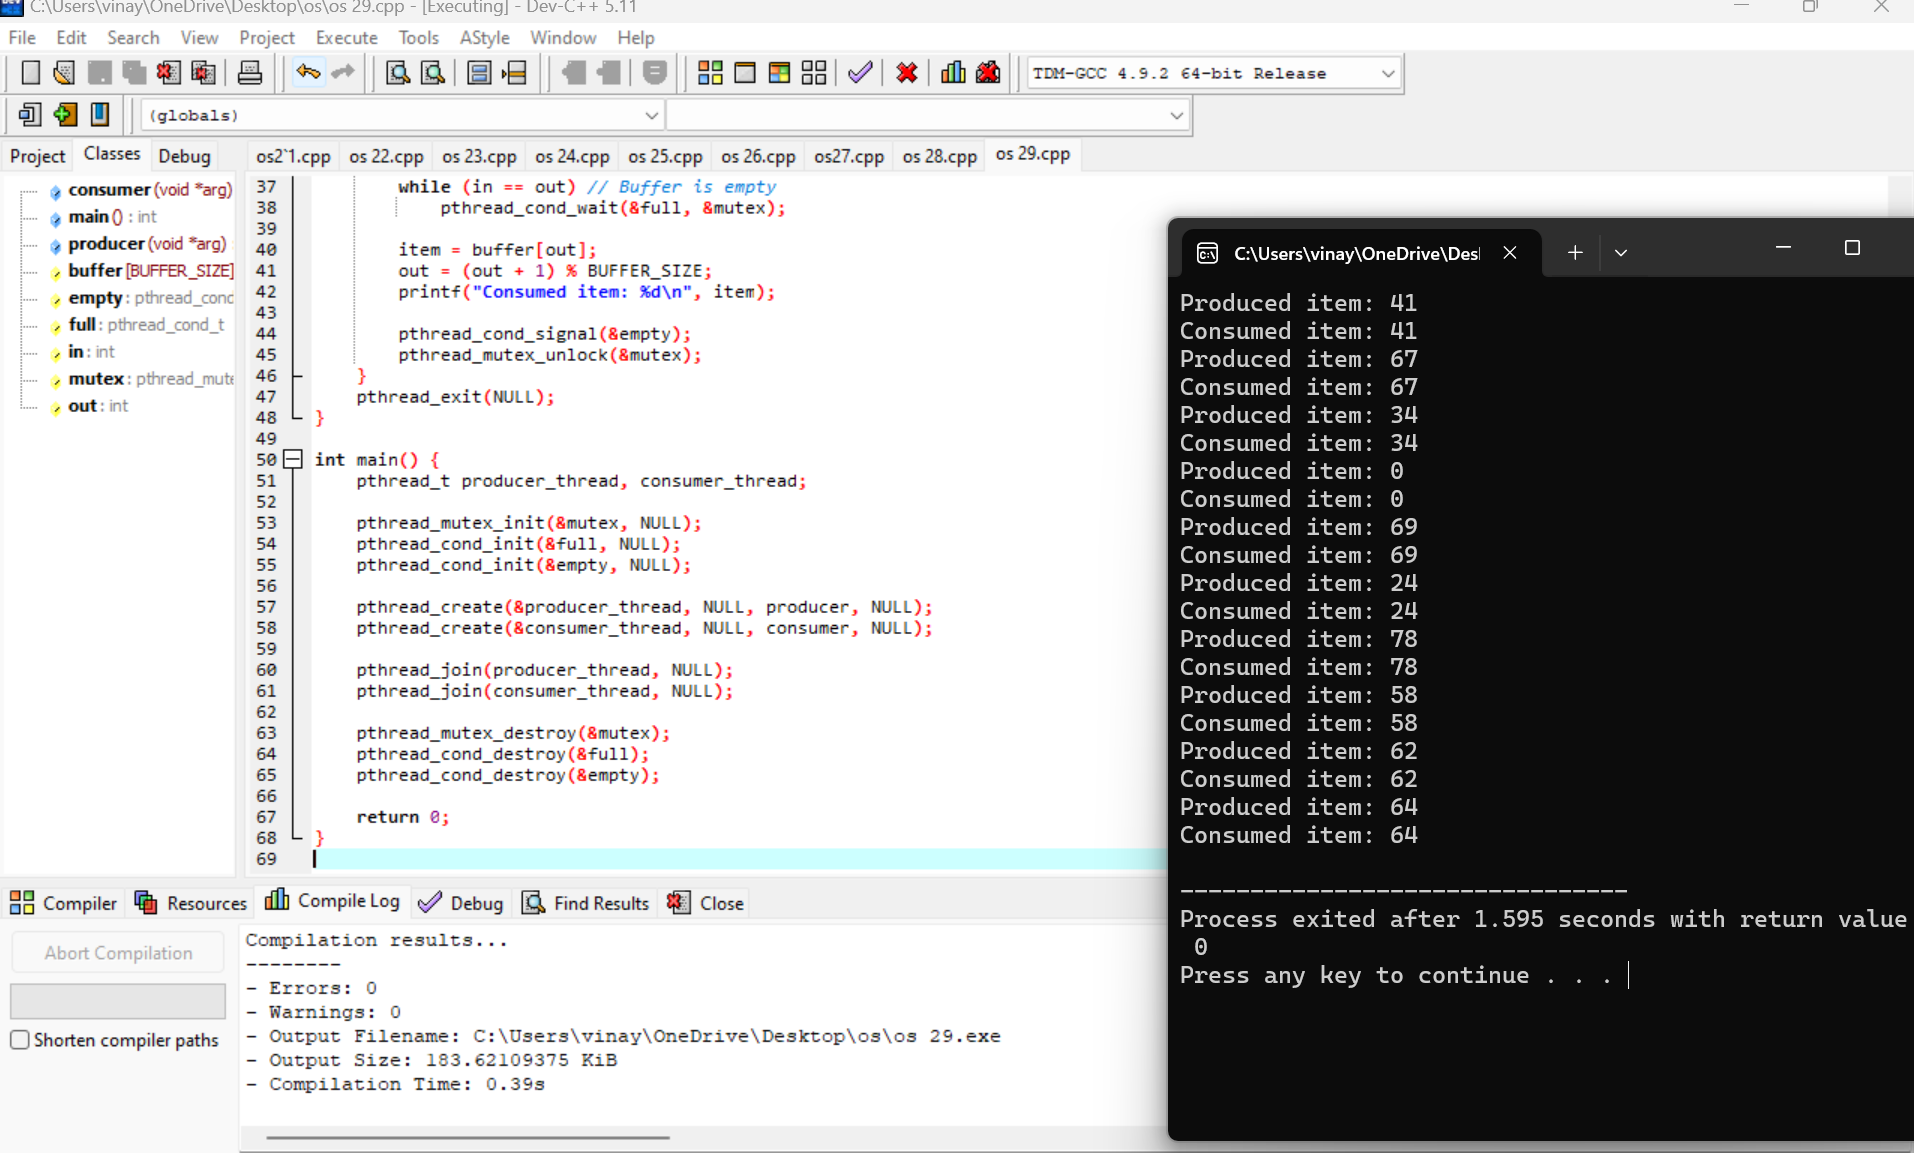 C:\Users\vinay\OneDrive\Desktop\os\os 29.cpp - [Executing] - Dev-C++ 5.11
File Edit Search View Project Execute Tools AStyle Window Help
TDM-GCC 4.9.2 64-bit Release
(globals)
Project Classes Debug
os2`1.cpp os 22.cpp os 23.cpp os 24.cpp os 25.cpp os 26.cpp os27.cpp os 28.cpp os 29.cpp
consumer (void *arg)
main () : int
producer (void *arg)
buffer [BUFFER_SIZE]
empty : pthread_cond
full : pthread_cond_t
in : int
mutex : pthread_mute
out : int
37 while (in == out) // Buffer is empty
38 pthread_cond_wait(&full, &mutex);
39
40 item = buffer[out];
41 out = (out + 1) % BUFFER_SIZE;
42 printf("Consumed item: %d\n", item);
43
44 pthread_cond_signal(&empty);
45 pthread_mutex_unlock(&mutex);
46 }
47 pthread_exit(NULL);
48 }
49
50 int main() {
51 pthread_t producer_thread, consumer_thread;
52
53 pthread_mutex_init(&mutex, NULL);
54 pthread_cond_init(&full, NULL);
55 pthread_cond_init(&empty, NULL);
56
57 pthread_create(&producer_thread, NULL, producer, NULL);
58 pthread_create(&consumer_thread, NULL, consumer, NULL);
59
60 pthread_join(producer_thread, NULL);
61 pthread_join(consumer_thread, NULL);
62
63 pthread_mutex_destroy(&mutex);
64 pthread_cond_destroy(&full);
65 pthread_cond_destroy(&empty);
66
67 return 0;
68 }
69
C:\Users\vinay\OneDrive\Des
Produced item: 41
Consumed item: 41
Produced item: 67
Consumed item: 67
Produced item: 34
Consumed item: 34
Produced item: 0
Consumed item: 0
Produced item: 69
Consumed item: 69
Produced item: 24
Consumed item: 24
Produced item: 78
Consumed item: 78
Produced item: 58
Consumed item: 58
Produced item: 62
Consumed item: 62
Produced item: 64
Consumed item: 64
--------------------------------
Process exited after 1.595 seconds with return value
0
Press any key to continue . . .
Compiler Resources Compile Log Debug Find Results Close
Abort Compilation
Shorten compiler paths
Compilation results...
--------
- Errors: 0
- Warnings: 0
- Output Filename: C:\Users\vinay\OneDrive\Desktop\os\os 29.exe
- Output Size: 183.62109375 KiB
- Compilation Time: 0.39s